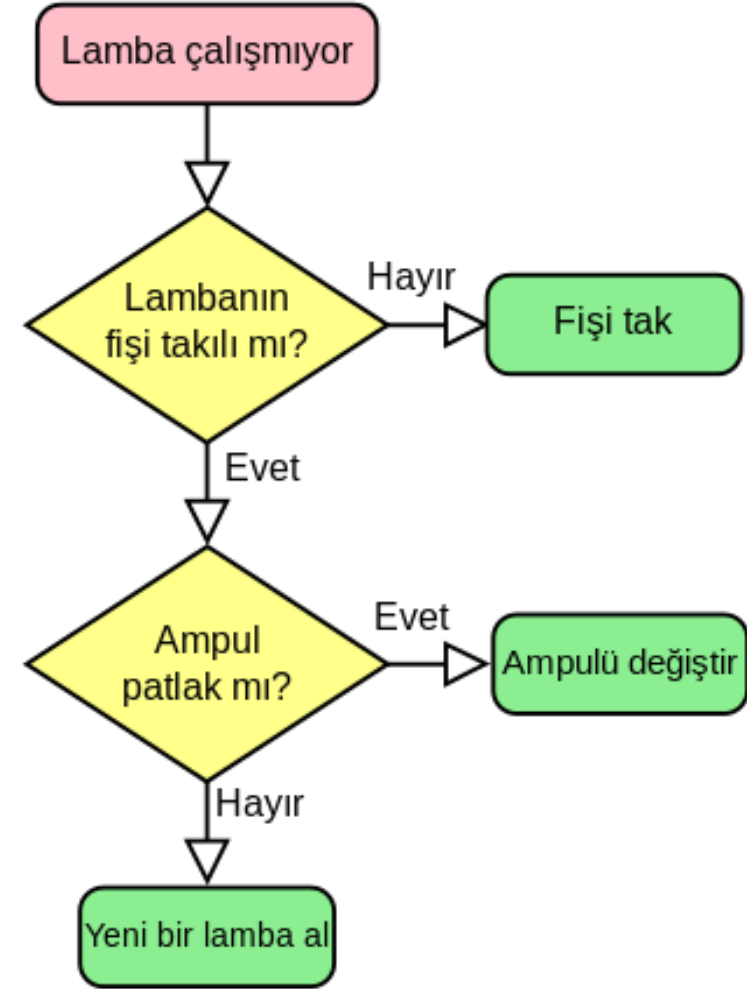 Lamba çalışmıyor
Lambanın
fişi takılı mı?
Hayır
Fişi tak
Evet
Ampul
patlak mı?
Evet
Ampulü değiştir
Hayır
Yeni bir lamba al